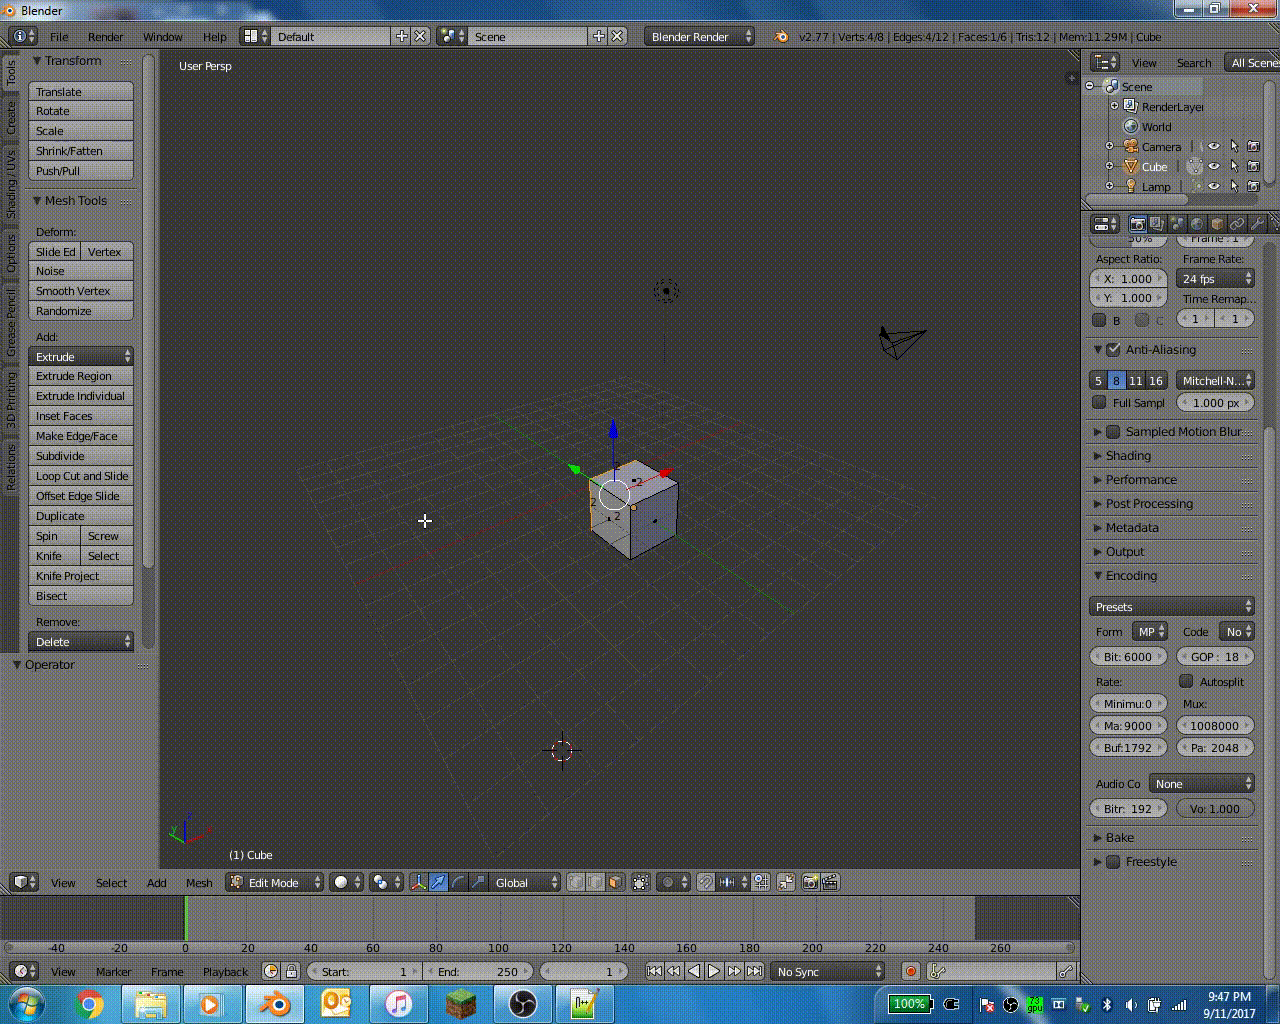 Blender
File Render Window Help Default Scene Blender Render v2.77 | Verts:4/8 | Edges:4/12 | Faces:1/6 | Tris:12 | Mem:11.29M | Cube
Tools
Create
Shading / UVs
Options
Grease Pencil
3D Printing
Relations
Transform
Translate
Rotate
Scale
Shrink/Fatten
Push/Pull
Mesh Tools
Deform:
Slide Ed Vertex
Noise
Smooth Vertex
Randomize
Add:
Extrude
Extrude Region
Extrude Individual
Inset Faces
Make Edge/Face
Subdivide
Loop Cut and Slide
Offset Edge Slide
Duplicate
Spin Screw
Knife Select
Knife Project
Bisect
Remove:
Delete
Operator
User Persp
2
2
2
(1) Cube
View Search All Scenes
Scene
RenderLayer
World
Camera
Cube
Lamp
50% Frame: 1
Aspect Ratio: Frame Rate:
X: 1.000 24 fps
Y: 1.000 Time Remap...
B C 1 1
Anti-Aliasing
5 8 11 16 Mitchell-N...
Full Sampl 1.000 px
Sampled Motion Blur
Shading
Performance
Post Processing
Metadata
Output
Encoding
Presets
Form MP Code No
Bit: 6000 GOP: 18
Rate: Autosplit
Minimu:0 Mux:
Ma: 9000 1008000
Buf:1792 Pa: 2048
Audio Co None
Bitr: 192 Vo: 1.000
Bake
Freestyle
View Select Add Mesh Edit Mode Global
-40 -20 0 20 40 60 80 100 120 140 160 180 200 220 240 260
View Marker Frame Playback Start: 1 End: 250 1 No Sync
100% 73 gpu 9:47 PM
9/11/2017